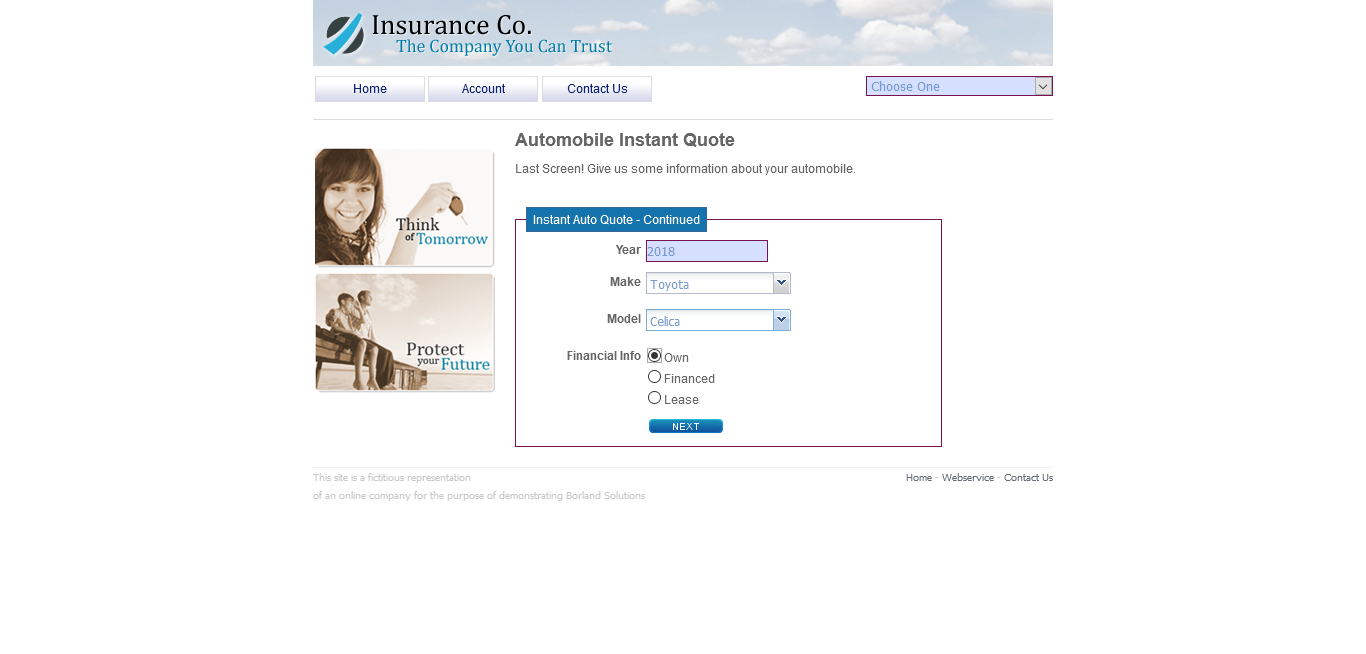 Insurance Co.
The Company You Can Trust
Home
Account
Contact Us
Choose One
Automobile Instant Quote
Last Screen! Give us some information about your automobile.
Think
of Tomorrow
Protect
your Future
Instant Auto Quote - Continued
Year 2018
Make Toyota
Model Celica
Financial Info Own
Financed
Lease
NEXT
This site is a fictitious representation
of an online company for the purpose of demonstrating Borland Solutions
Home - Webservice - Contact Us